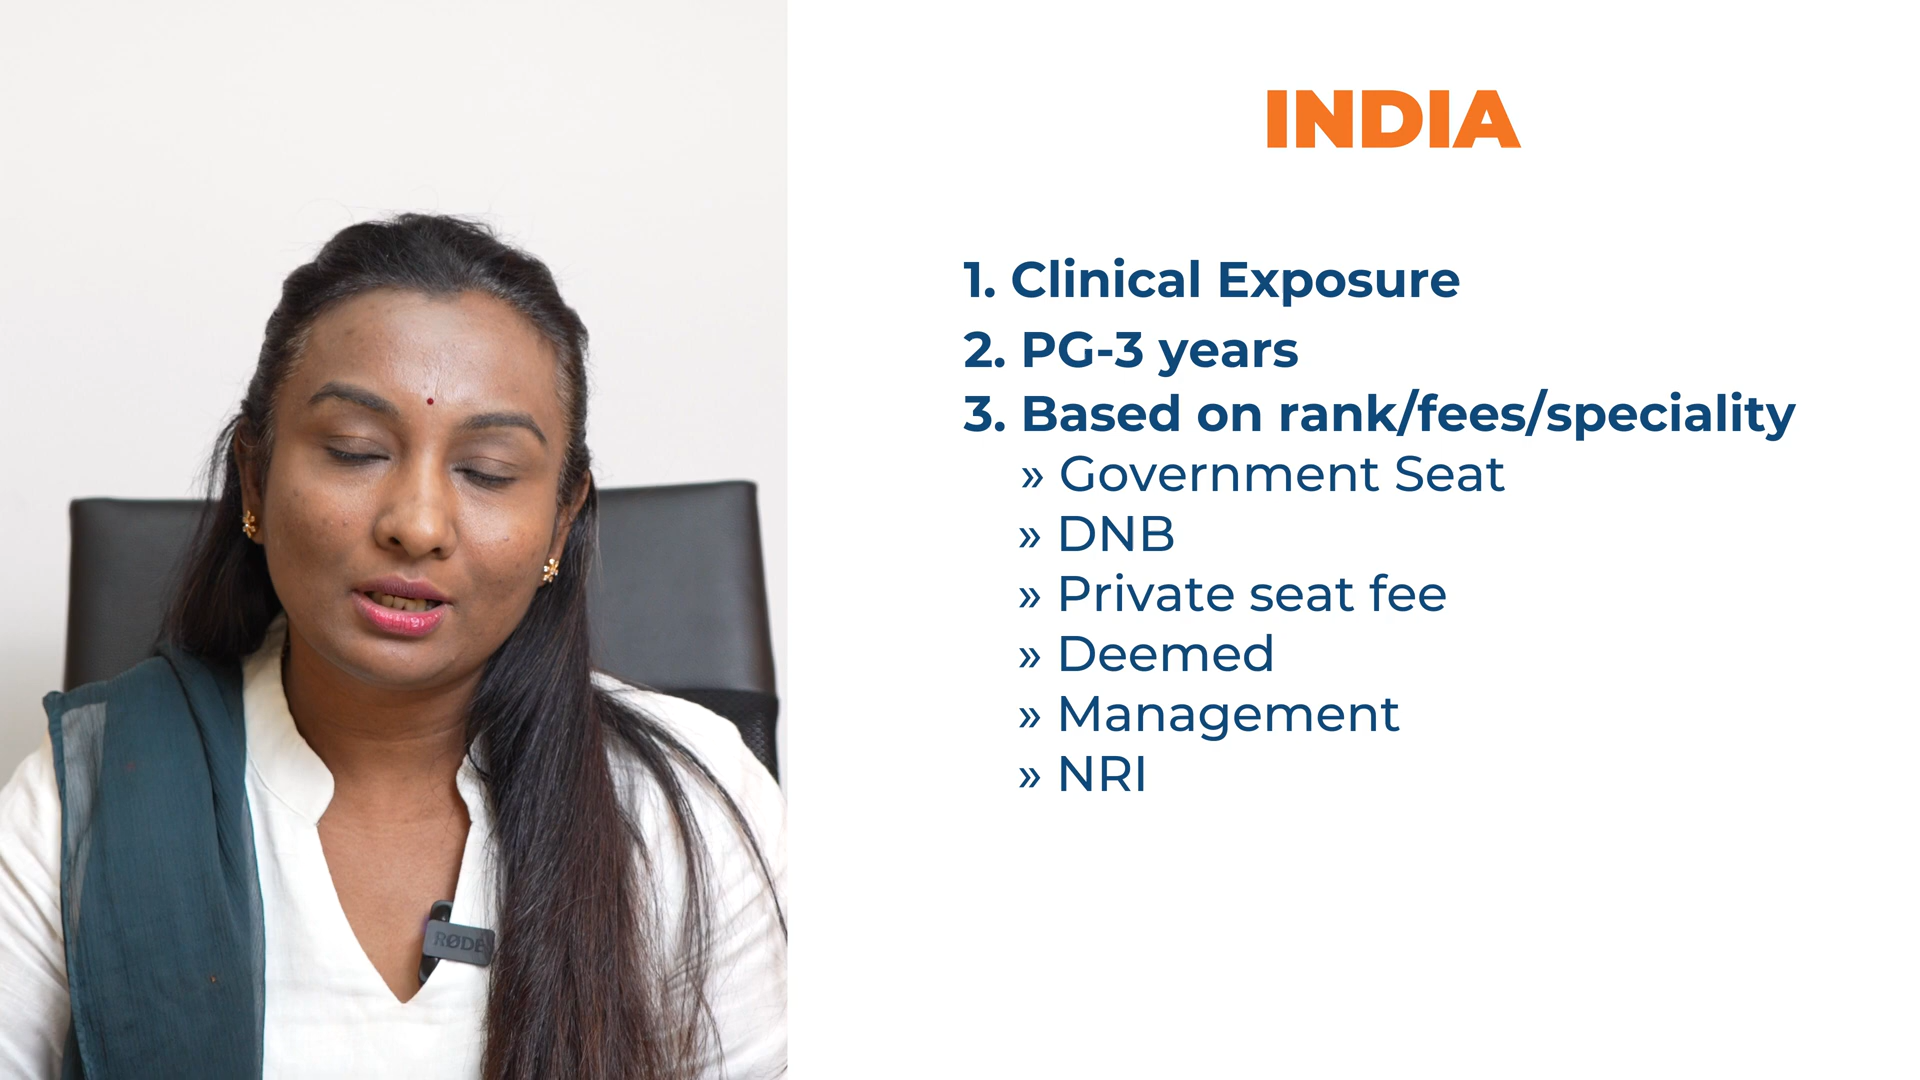 INDIA
1. Clinical Exposure
2. PG-3 years
3. Based on rank/fees/speciality
» Government Seat
» DNB
» Private seat fee
» Deemed
» Management
» NRI
RØDE